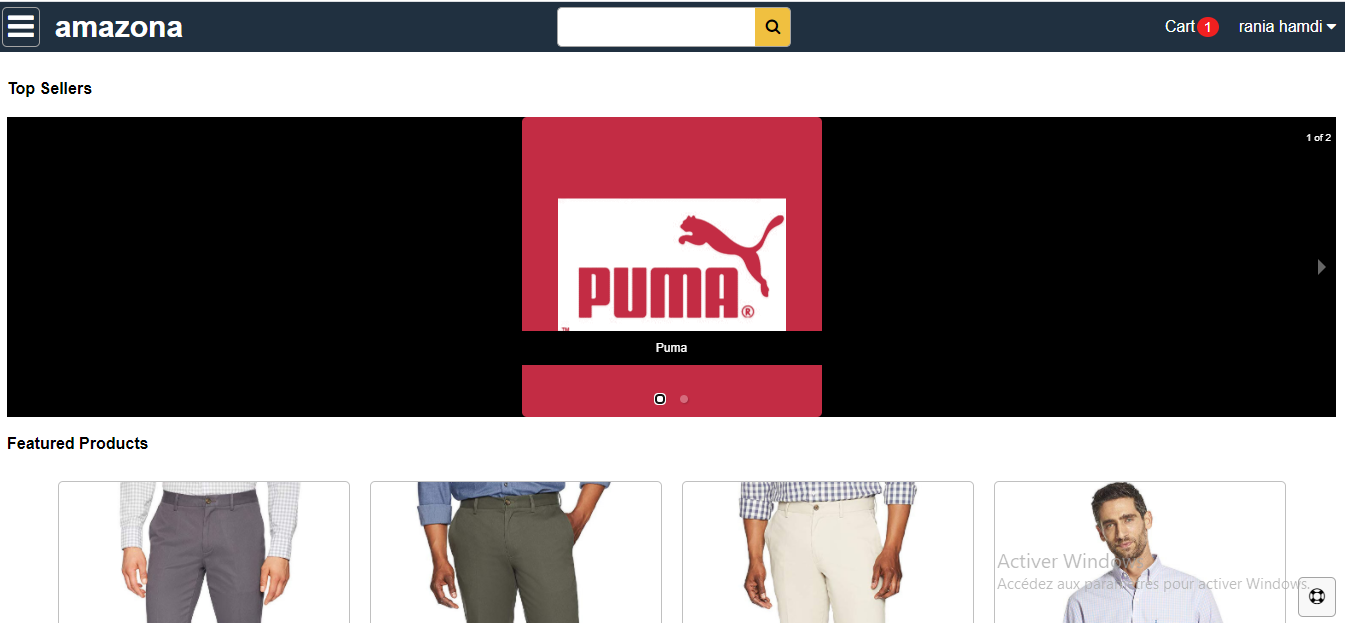 amazona
Cart 1
rania hamdi
Top Sellers
1 of 2
PUMA®
™
Puma
Featured Products
Activer Windows
Accédez aux paramètres pour activer Windows.